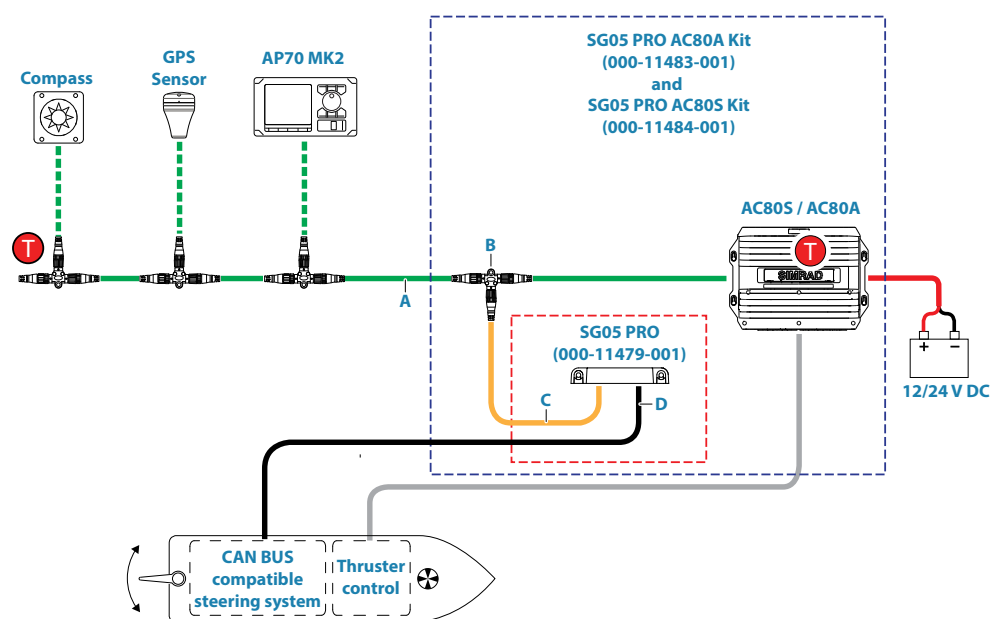 SG05 PRO AC80A Kit
(000-11483-001)
and
SG05 PRO AC80S Kit
(000-11484-001)
Compass
GPS
Sensor
AP70 MK2
T
B
A
AC80S / AC80A
T
SIMRAD
+ −
12/24 V DC
SG05 PRO
(000-11479-001)
C
D
CAN BUS
compatible
steering system
Thruster
control